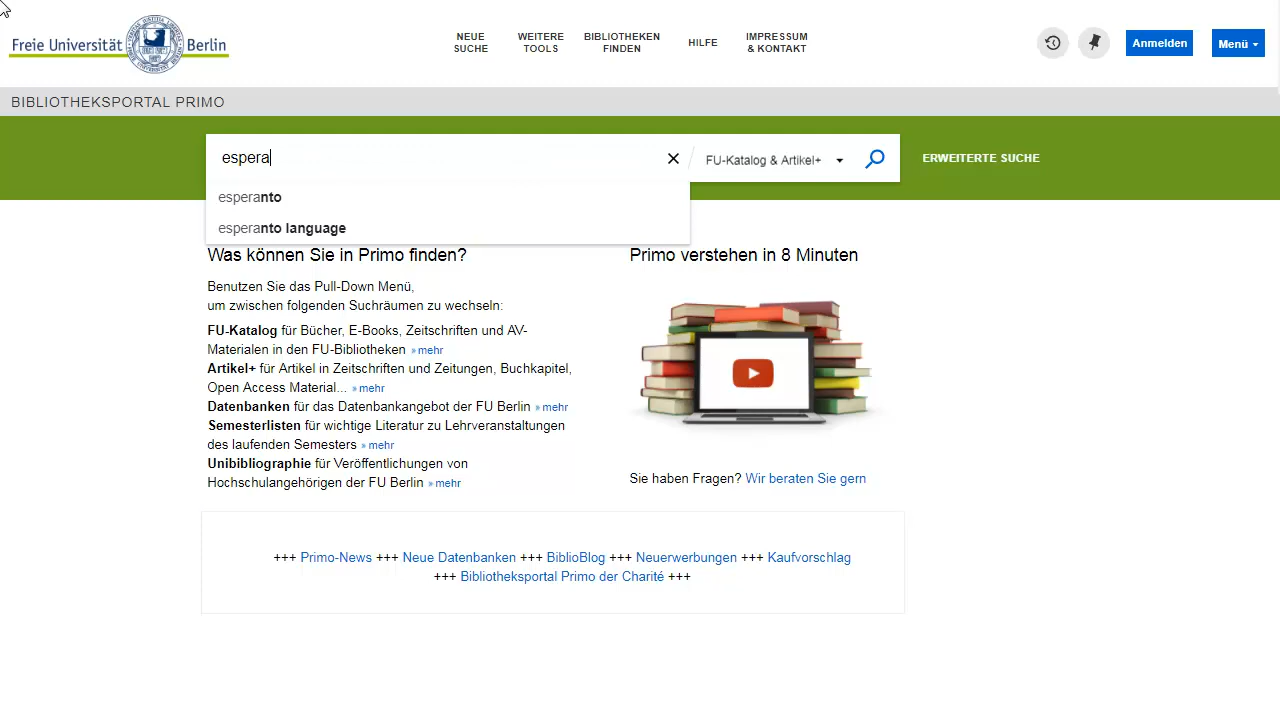 Freie Universität Berlin
NEUE SUCHE
WEITERE TOOLS
BIBLIOTHEKEN FINDEN
HILFE
IMPRESSUM & KONTAKT
Anmelden
Menü
BIBLIOTHEKSPORTAL PRIMO
espera
FU-Katalog & Artikel+
ERWEITERTE SUCHE
esperanto
esperanto language
Was können Sie in Primo finden?
Benutzen Sie das Pull-Down Menü,
um zwischen folgenden Suchräumen zu wechseln:
FU-Katalog für Bücher, E-Books, Zeitschriften und AV-
Materialen in den FU-Bibliotheken » mehr
Artikel+ für Artikel in Zeitschriften und Zeitungen, Buchkapitel,
Open Access Material... » mehr
Datenbanken für das Datenbankangebot der FU Berlin » mehr
Semesterlisten für wichtige Literatur zu Lehrveranstaltungen
des laufenden Semesters » mehr
Unibibliographie für Veröffentlichungen von
Hochschulangehörigen der FU Berlin » mehr
Primo verstehen in 8 Minuten
Sie haben Fragen? Wir beraten Sie gern
+++ Primo-News +++ Neue Datenbanken +++ BiblioBlog +++ Neuerwerbungen +++ Kaufvorschlag
+++ Bibliotheksportal Primo der Charité +++